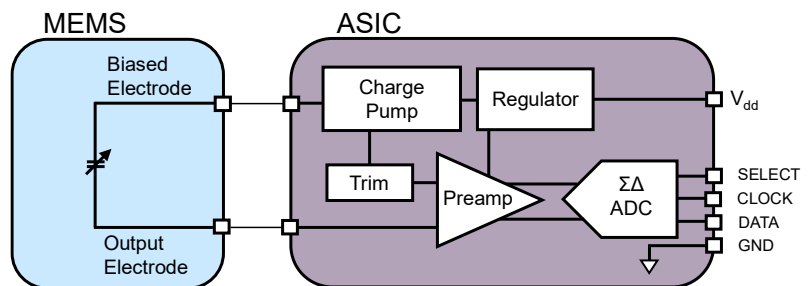 MEMS
ASIC
Biased
Electrode
Charge
Pump
Regulator
V_dd
Trim
Preamp
ΣΔ
ADC
SELECT
CLOCK
DATA
GND
Output
Electrode